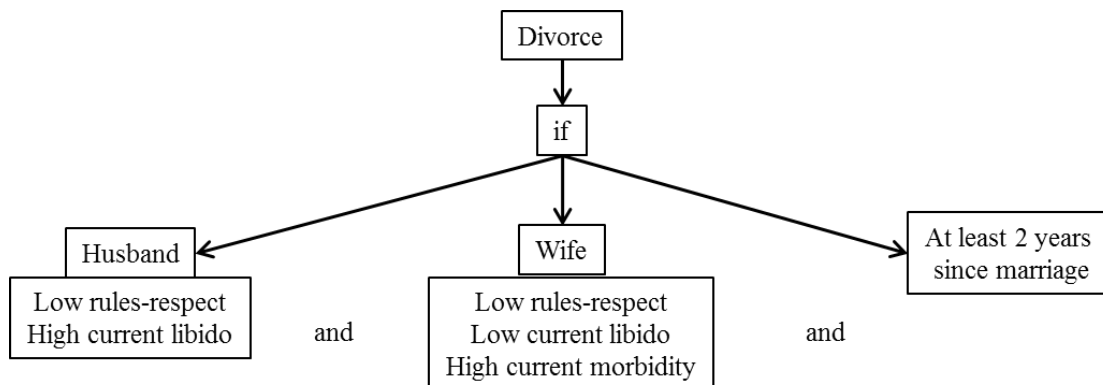 Divorce
if
Husband
Low rules-respect
High current libido
and
Wife
Low rules-respect
Low current libido
High current morbidity
and
At least 2 years
since marriage